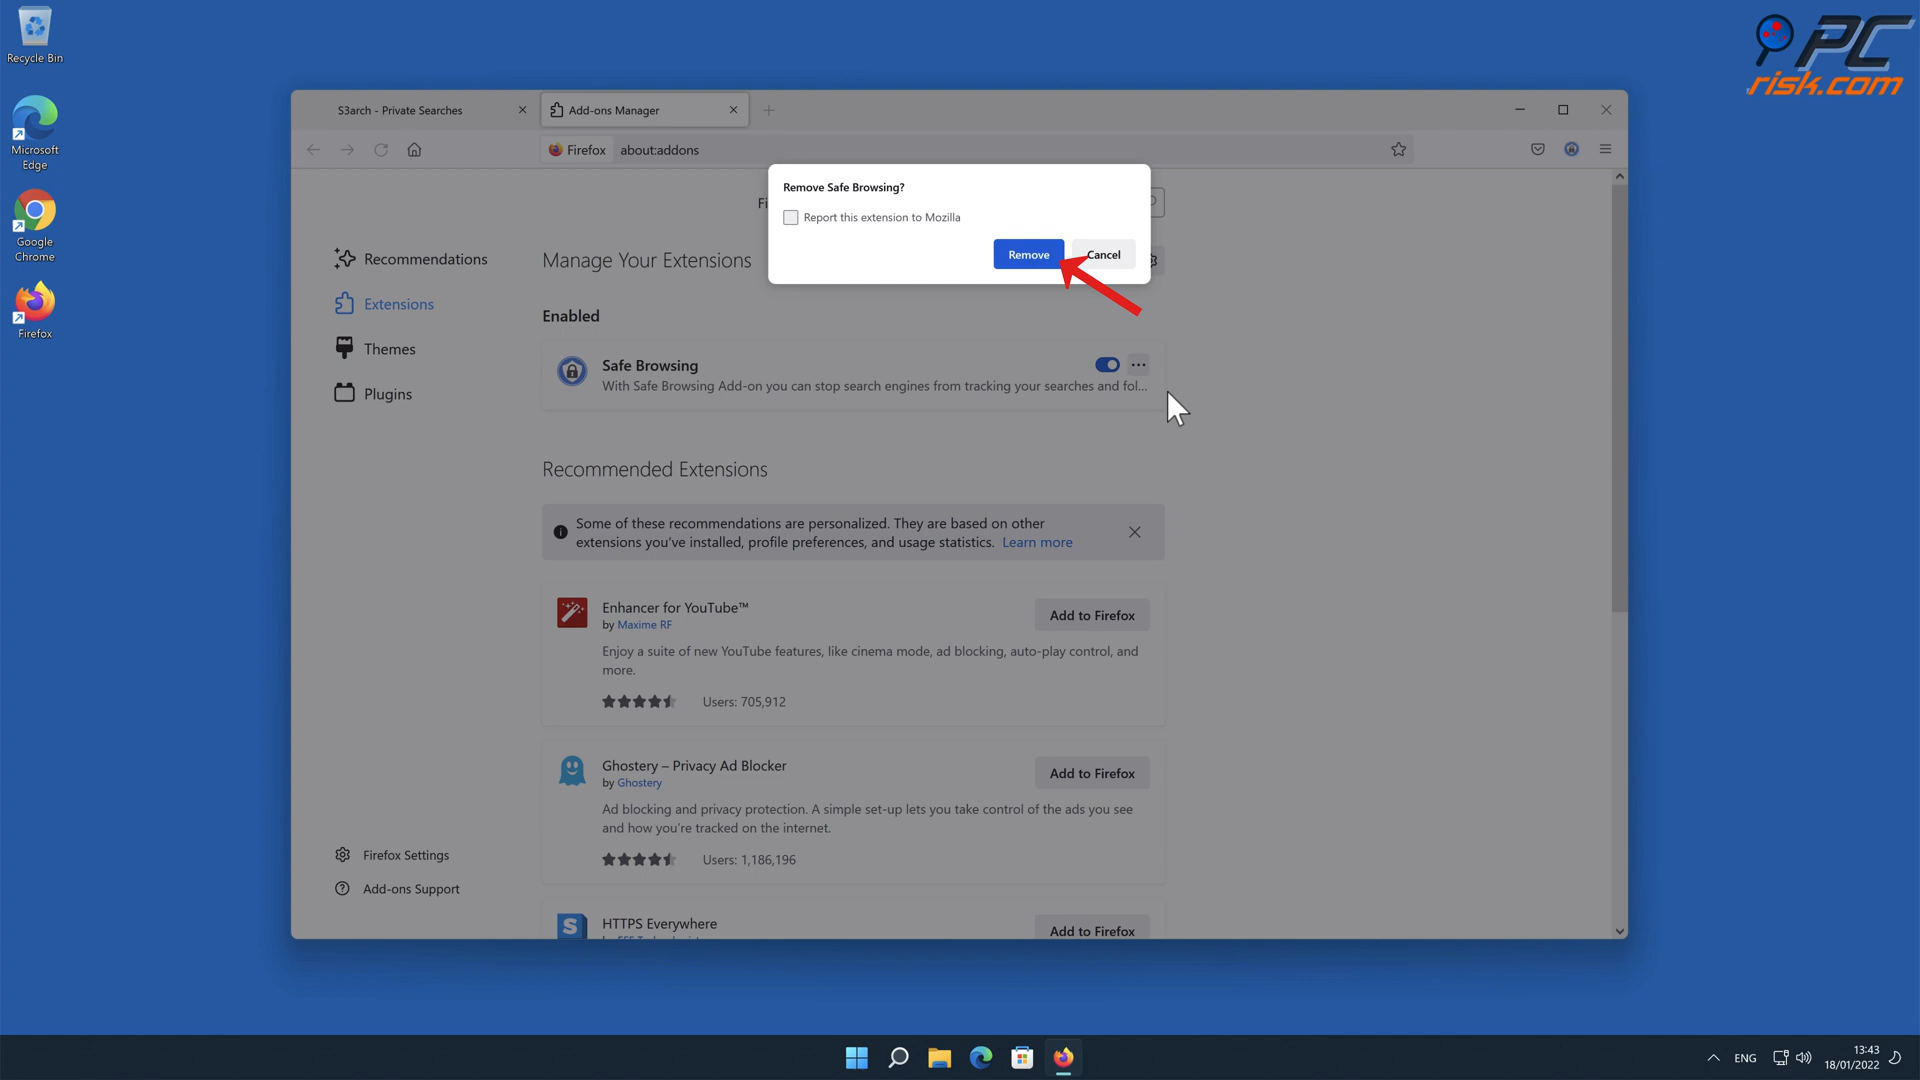 Recycle Bin
Microsoft
Edge
Google
Chrome
Firefox
PC
risk.com
S3arch - Private Searches
Add-ons Manager
Firefox
about:addons
Remove Safe Browsing?
Report this extension to Mozilla
Remove
Cancel
Fi
Recommendations
Extensions
Themes
Plugins
Firefox Settings
Add-ons Support
Manage Your Extensions
Enabled
Safe Browsing
With Safe Browsing Add-on you can stop search engines from tracking your searches and fol...
Recommended Extensions
Some of these recommendations are personalized. They are based on other
extensions you've installed, profile preferences, and usage statistics. Learn more
Enhancer for YouTube™
by Maxime RF
Add to Firefox
Enjoy a suite of new YouTube features, like cinema mode, ad blocking, auto-play control, and
more.
Users: 705,912
Ghostery – Privacy Ad Blocker
by Ghostery
Add to Firefox
Ad blocking and privacy protection. A simple set-up lets you take control of the ads you see
and how you're tracked on the internet.
Users: 1,186,196
S
HTTPS Everywhere
Add to Firefox
ENG
13:43
18/01/2022